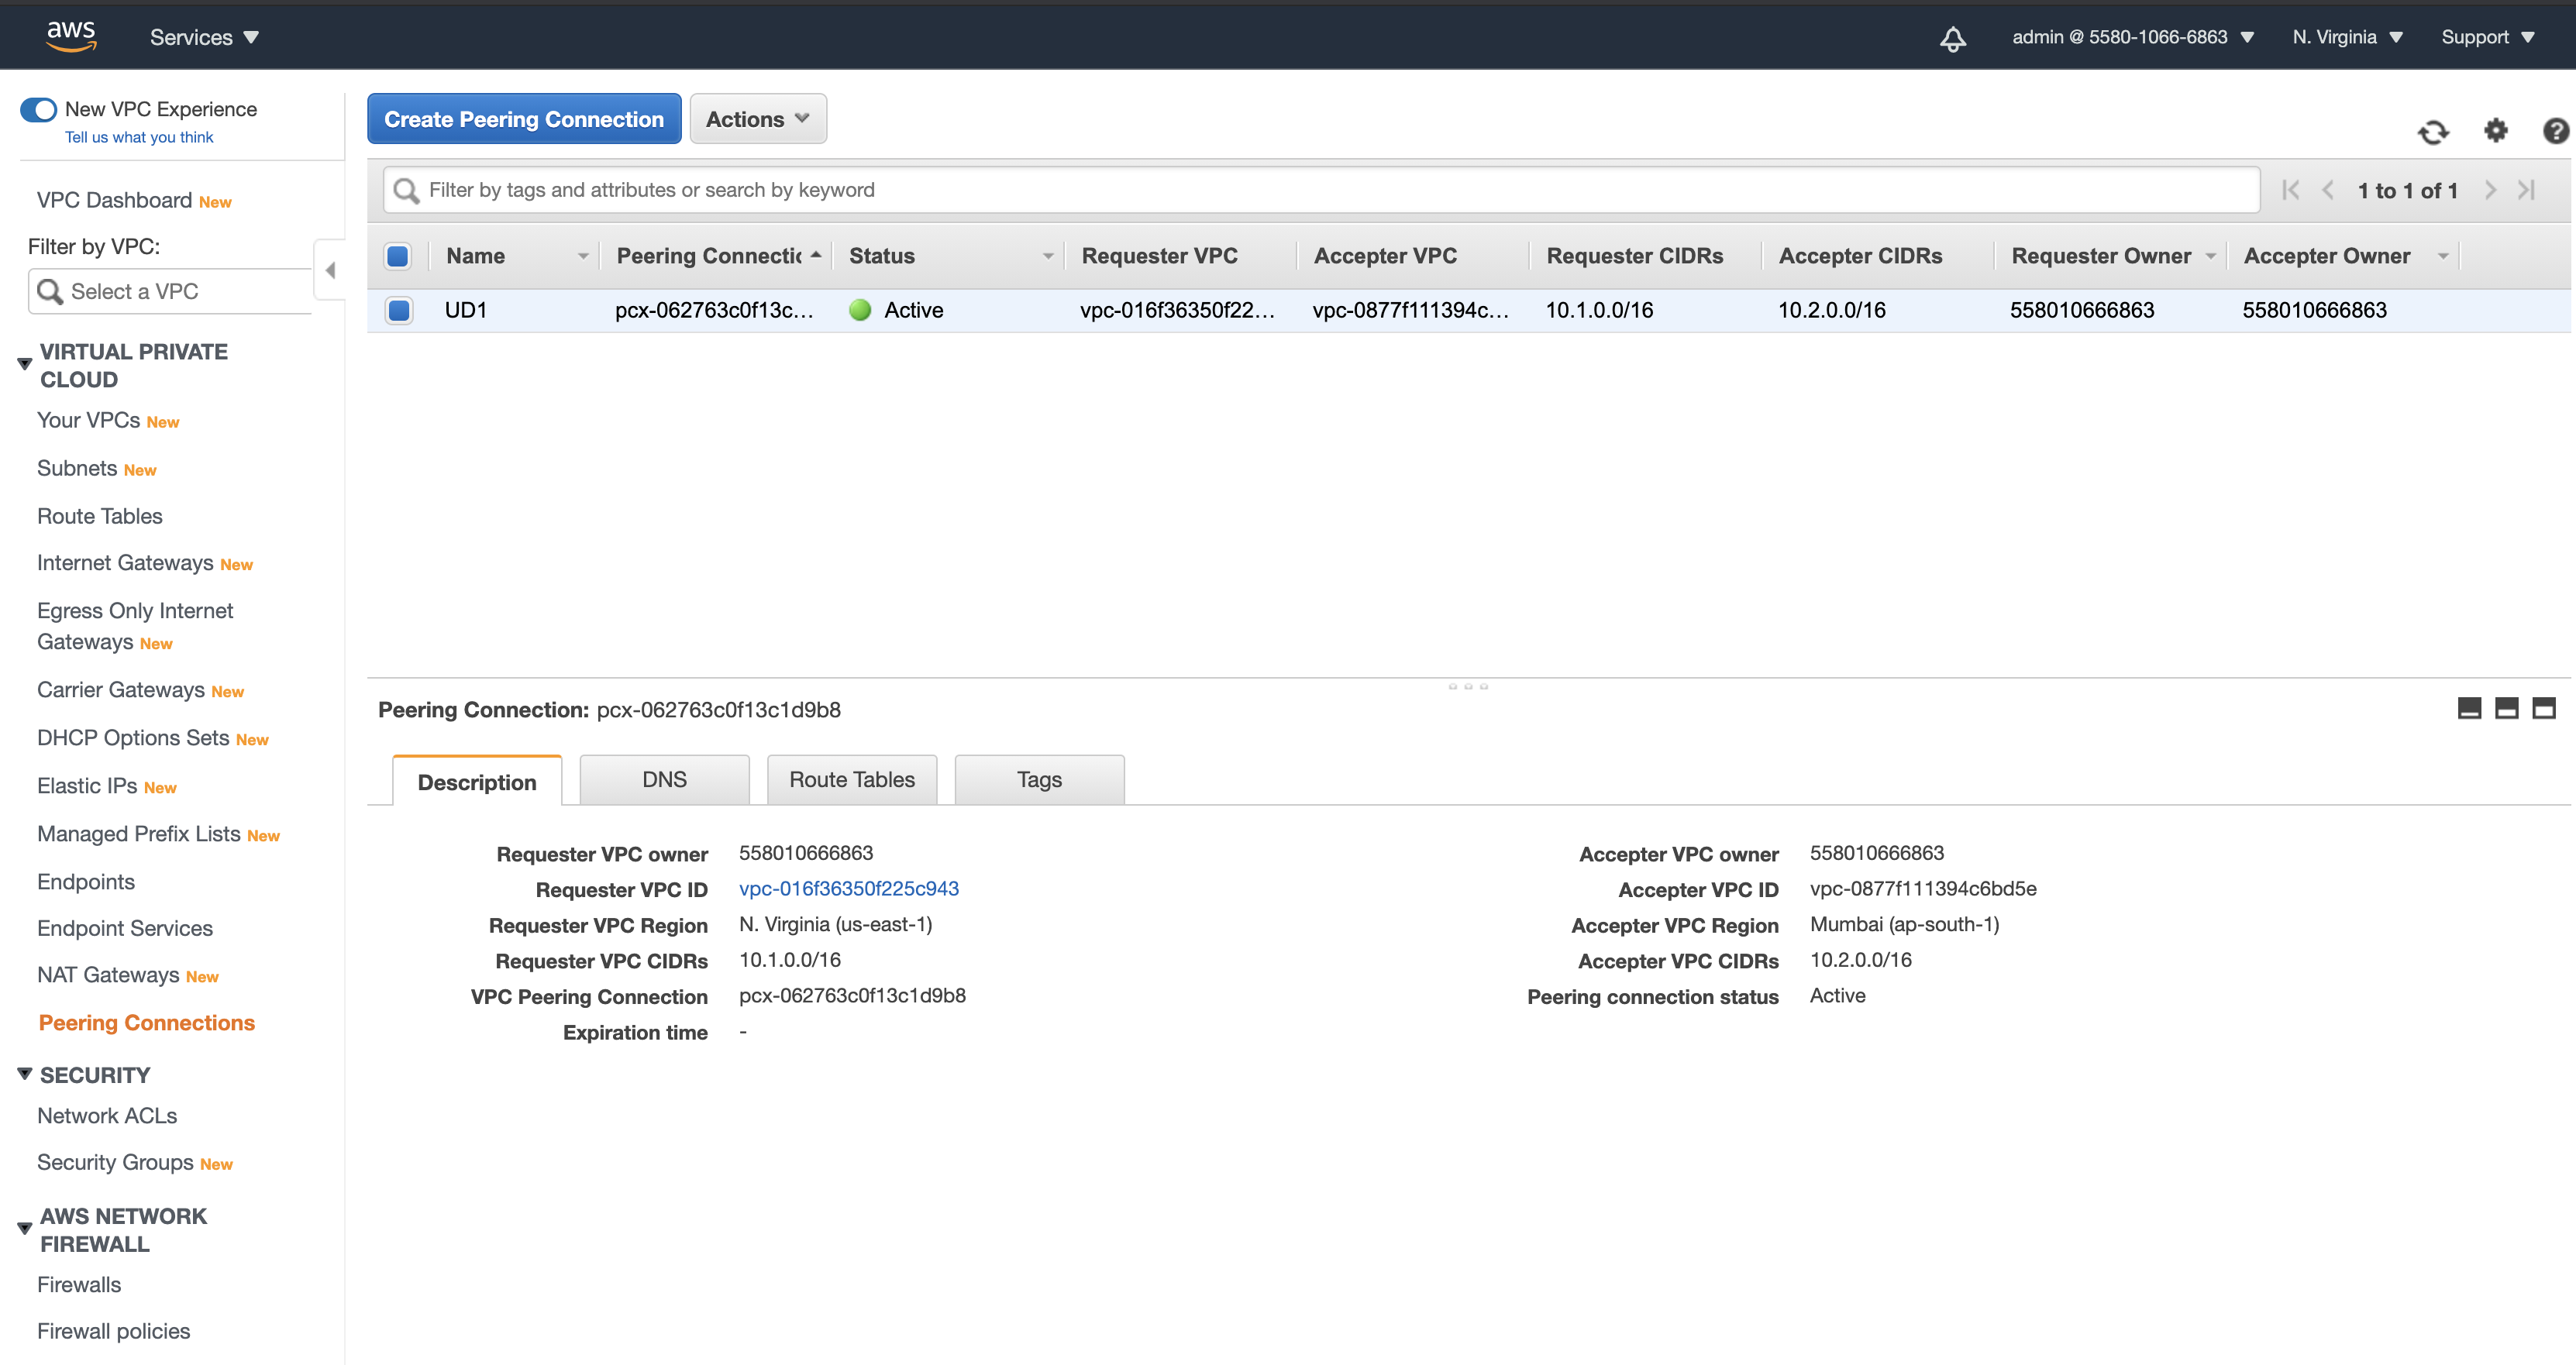 aws Services admin @ 5580-1066-6863 N. Virginia Support
New VPC Experience
Tell us what you think
VPC Dashboard New
Filter by VPC:
Select a VPC
VIRTUAL PRIVATE
CLOUD
Your VPCs New
Subnets New
Route Tables
Internet Gateways New
Egress Only Internet
Gateways New
Carrier Gateways New
DHCP Options Sets New
Elastic IPs New
Managed Prefix Lists New
Endpoints
Endpoint Services
NAT Gateways New
Peering Connections
SECURITY
Network ACLs
Security Groups New
AWS NETWORK
FIREWALL
Firewalls
Firewall policies
Create Peering Connection Actions
Filter by tags and attributes or search by keyword 1 to 1 of 1
Name Peering Connectic Status Requester VPC Accepter VPC Requester CIDRs Accepter CIDRs Requester Owner Accepter Owner
UD1 pcx-062763c0f13c... Active vpc-016f36350f22... vpc-0877f111394c... 10.1.0.0/16 10.2.0.0/16 558010666863 558010666863
Peering Connection: pcx-062763c0f13c1d9b8
Description DNS Route Tables Tags
Requester VPC owner 558010666863 Accepter VPC owner 558010666863
Requester VPC ID vpc-016f36350f225c943 Accepter VPC ID vpc-0877f111394c6bd5e
Requester VPC Region N. Virginia (us-east-1) Accepter VPC Region Mumbai (ap-south-1)
Requester VPC CIDRs 10.1.0.0/16 Accepter VPC CIDRs 10.2.0.0/16
VPC Peering Connection pcx-062763c0f13c1d9b8 Peering connection status Active
Expiration time -